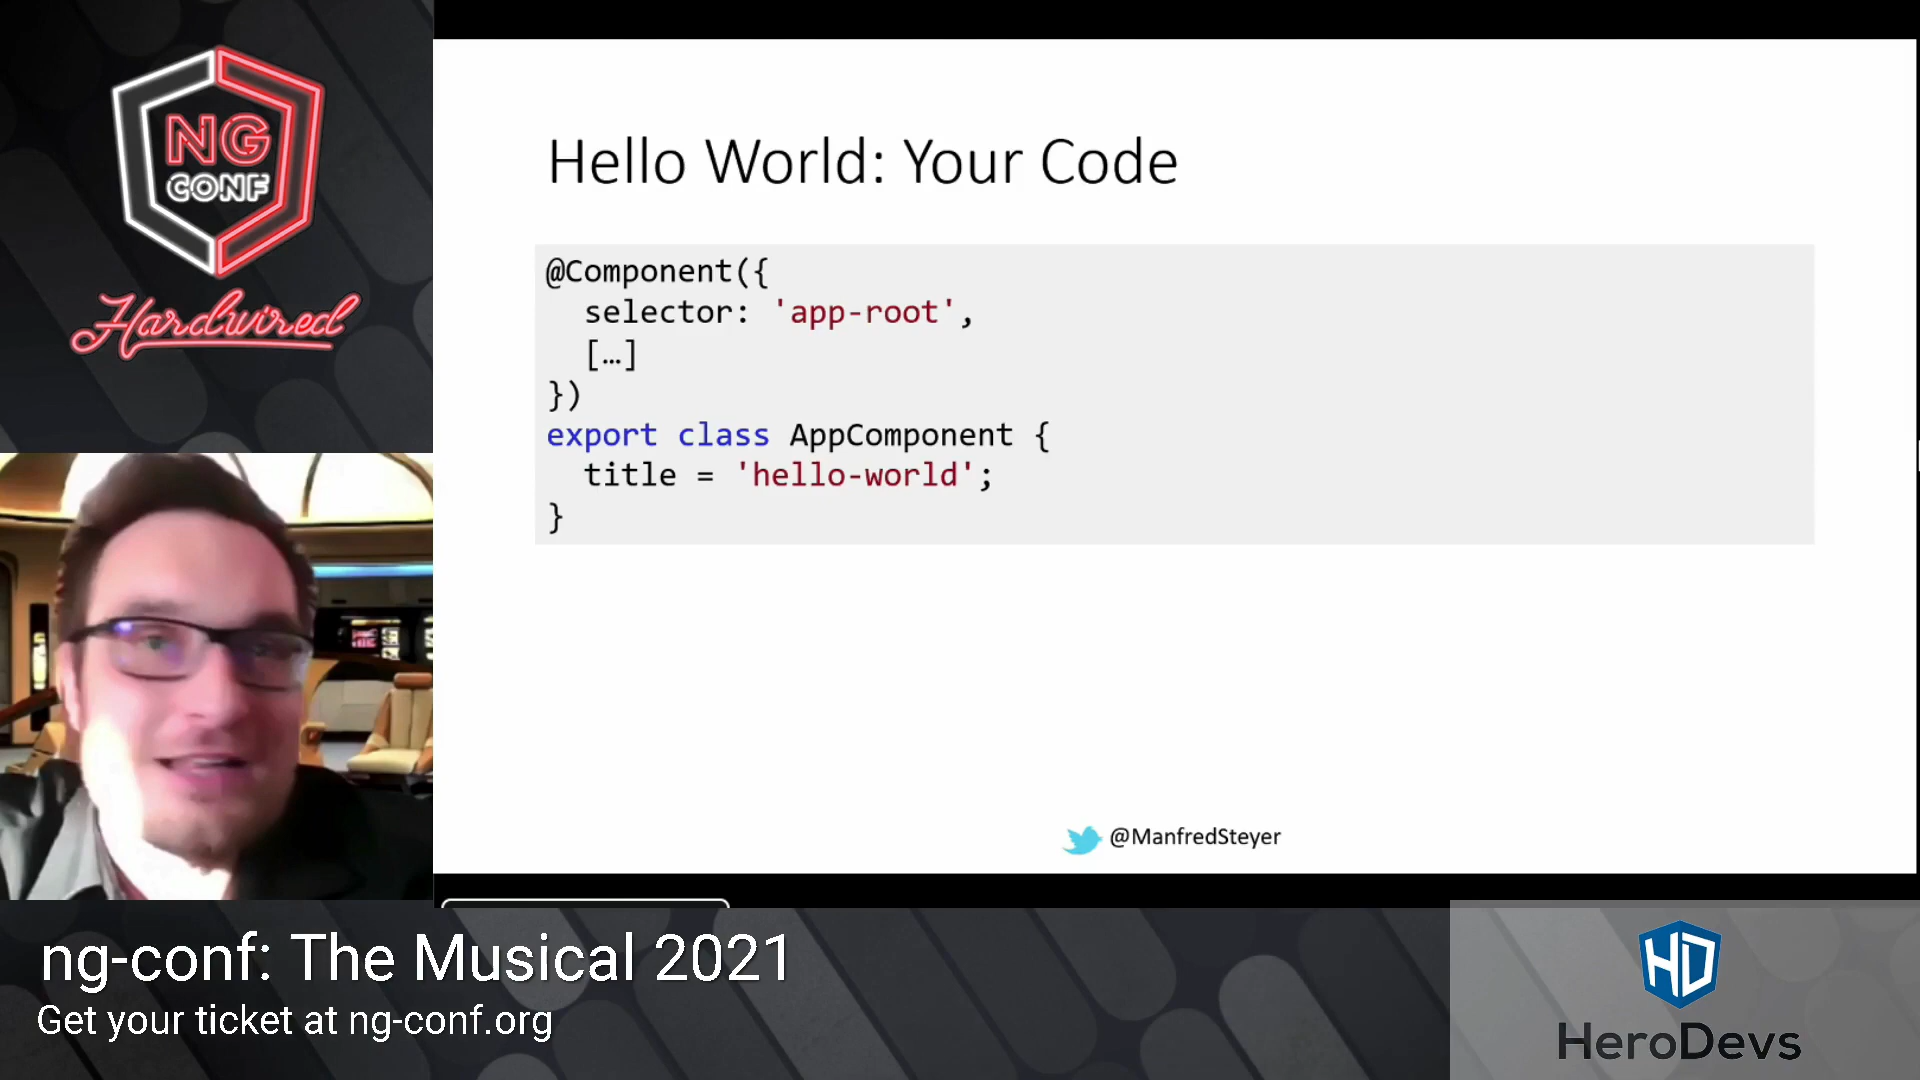 NG
CONF
Hardwired
Hello World: Your Code
@Component({
  selector: 'app-root',
  […]
})
export class AppComponent {
  title = 'hello-world';
}
@ManfredSteyer
ng-conf: The Musical 2021
Get your ticket at ng-conf.org
HD
HeroDevs